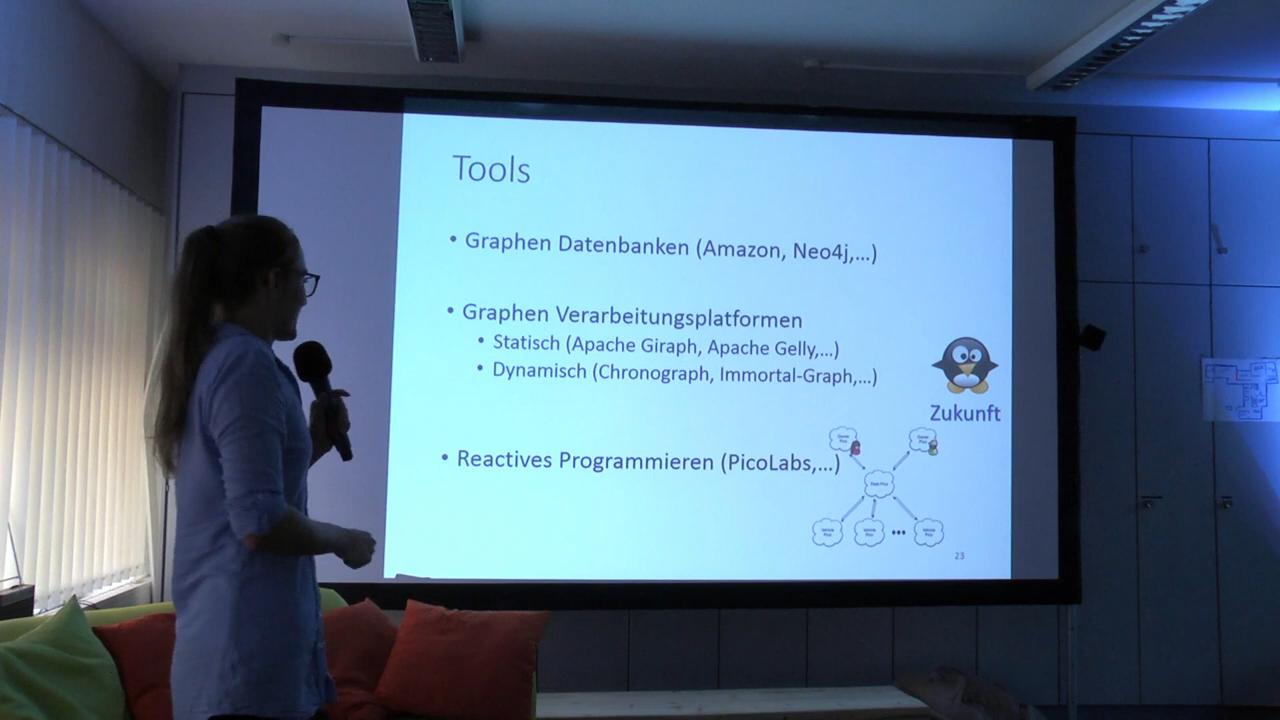 Tools
• Graphen Datenbanken (Amazon, Neo4j,...)
• Graphen Verarbeitungsplatformen
• Statisch (Apache Giraph, Apache Gelly,...)
• Dynamisch (Chronograph, Immortal-Graph,...)
Zukunft
• Reactives Programmieren (PicoLabs,...)
23